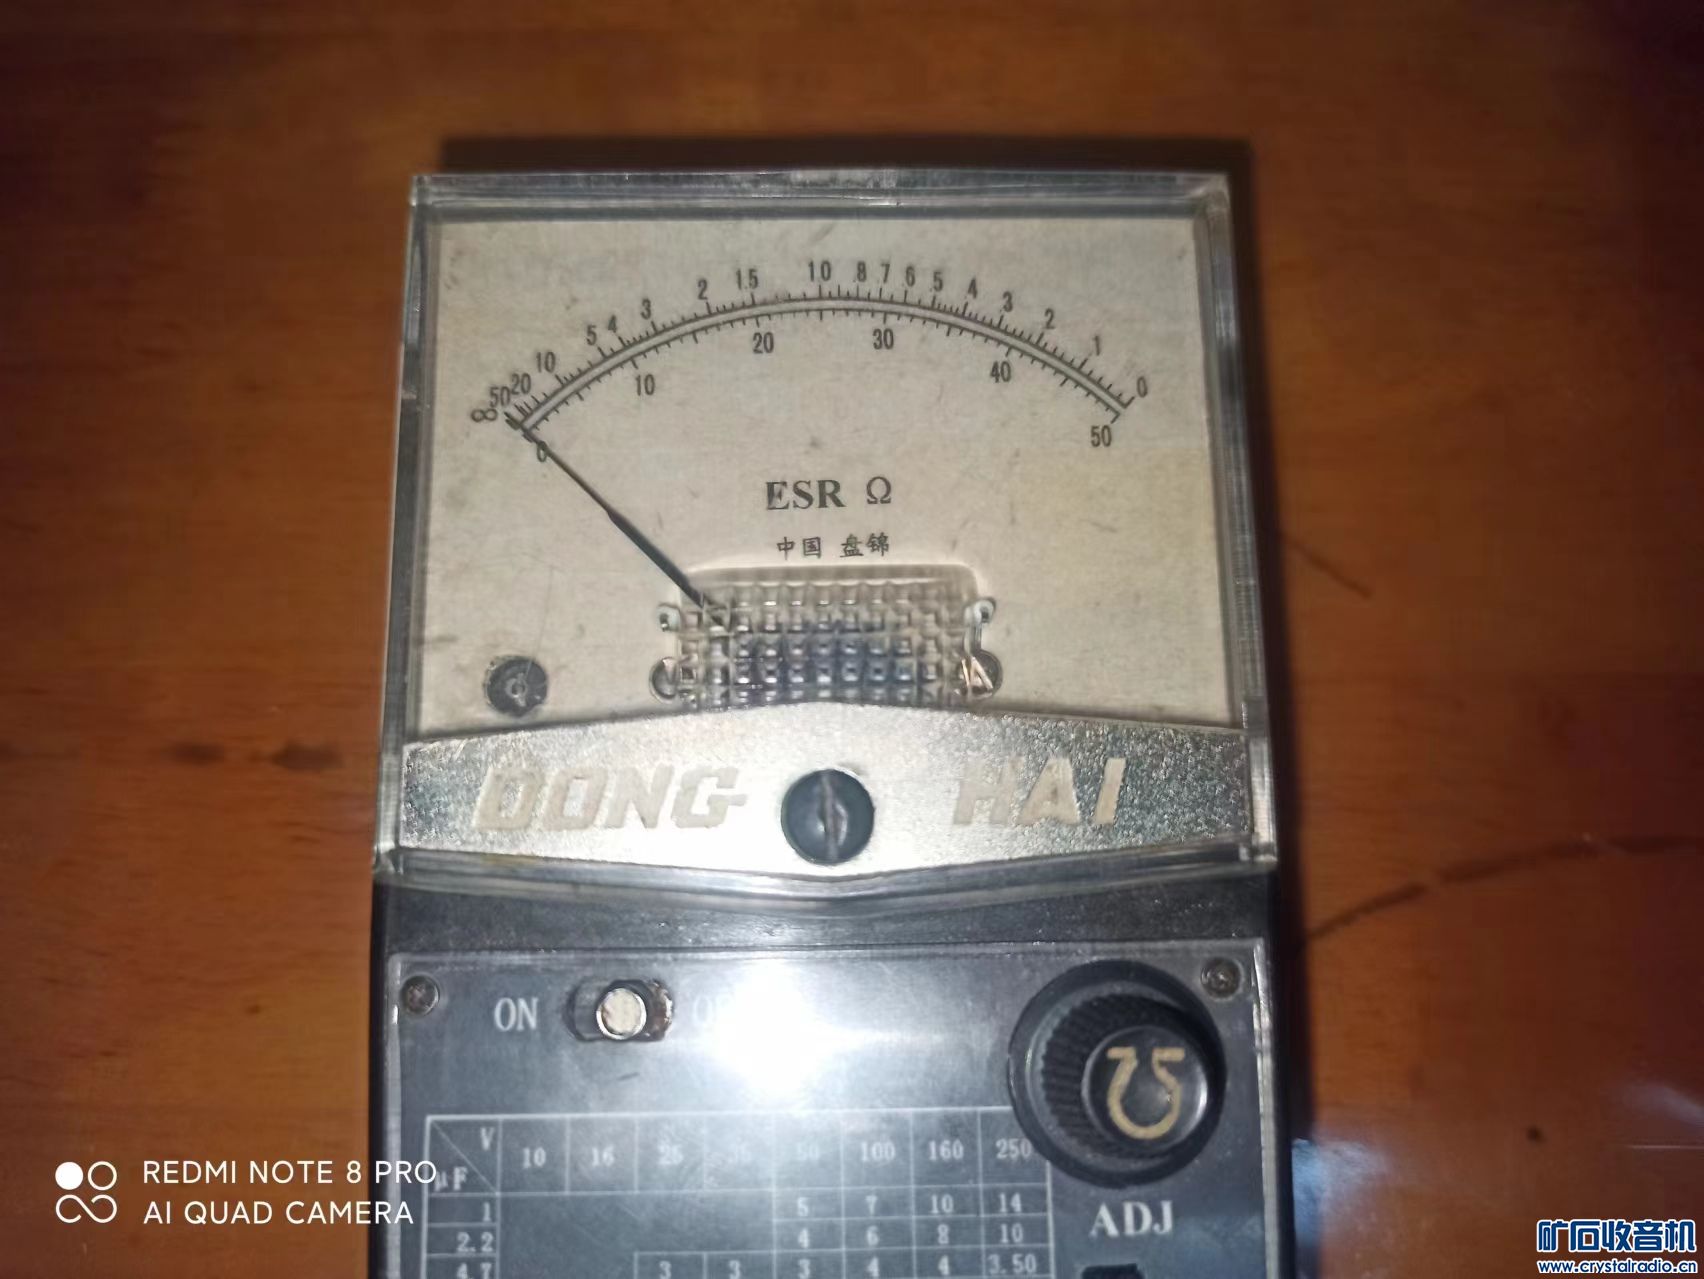 ∞ 50 20 10 5 4 3 2 15 10 8 7 6 5 4 3 2 1 0
0 10 20 30 40 50
ESR Ω
中国 盘锦
DONG HAI
ON
V
μF
10 16 25 35 50 100 160 250
1 5 7 10 14
2.2 4 6 8 10
4.7 3 3 3 4 4 3.50
Ω
ADJ
REDMI NOTE 8 PRO
AI QUAD CAMERA
矿石收音机
www.crystalradio.cn